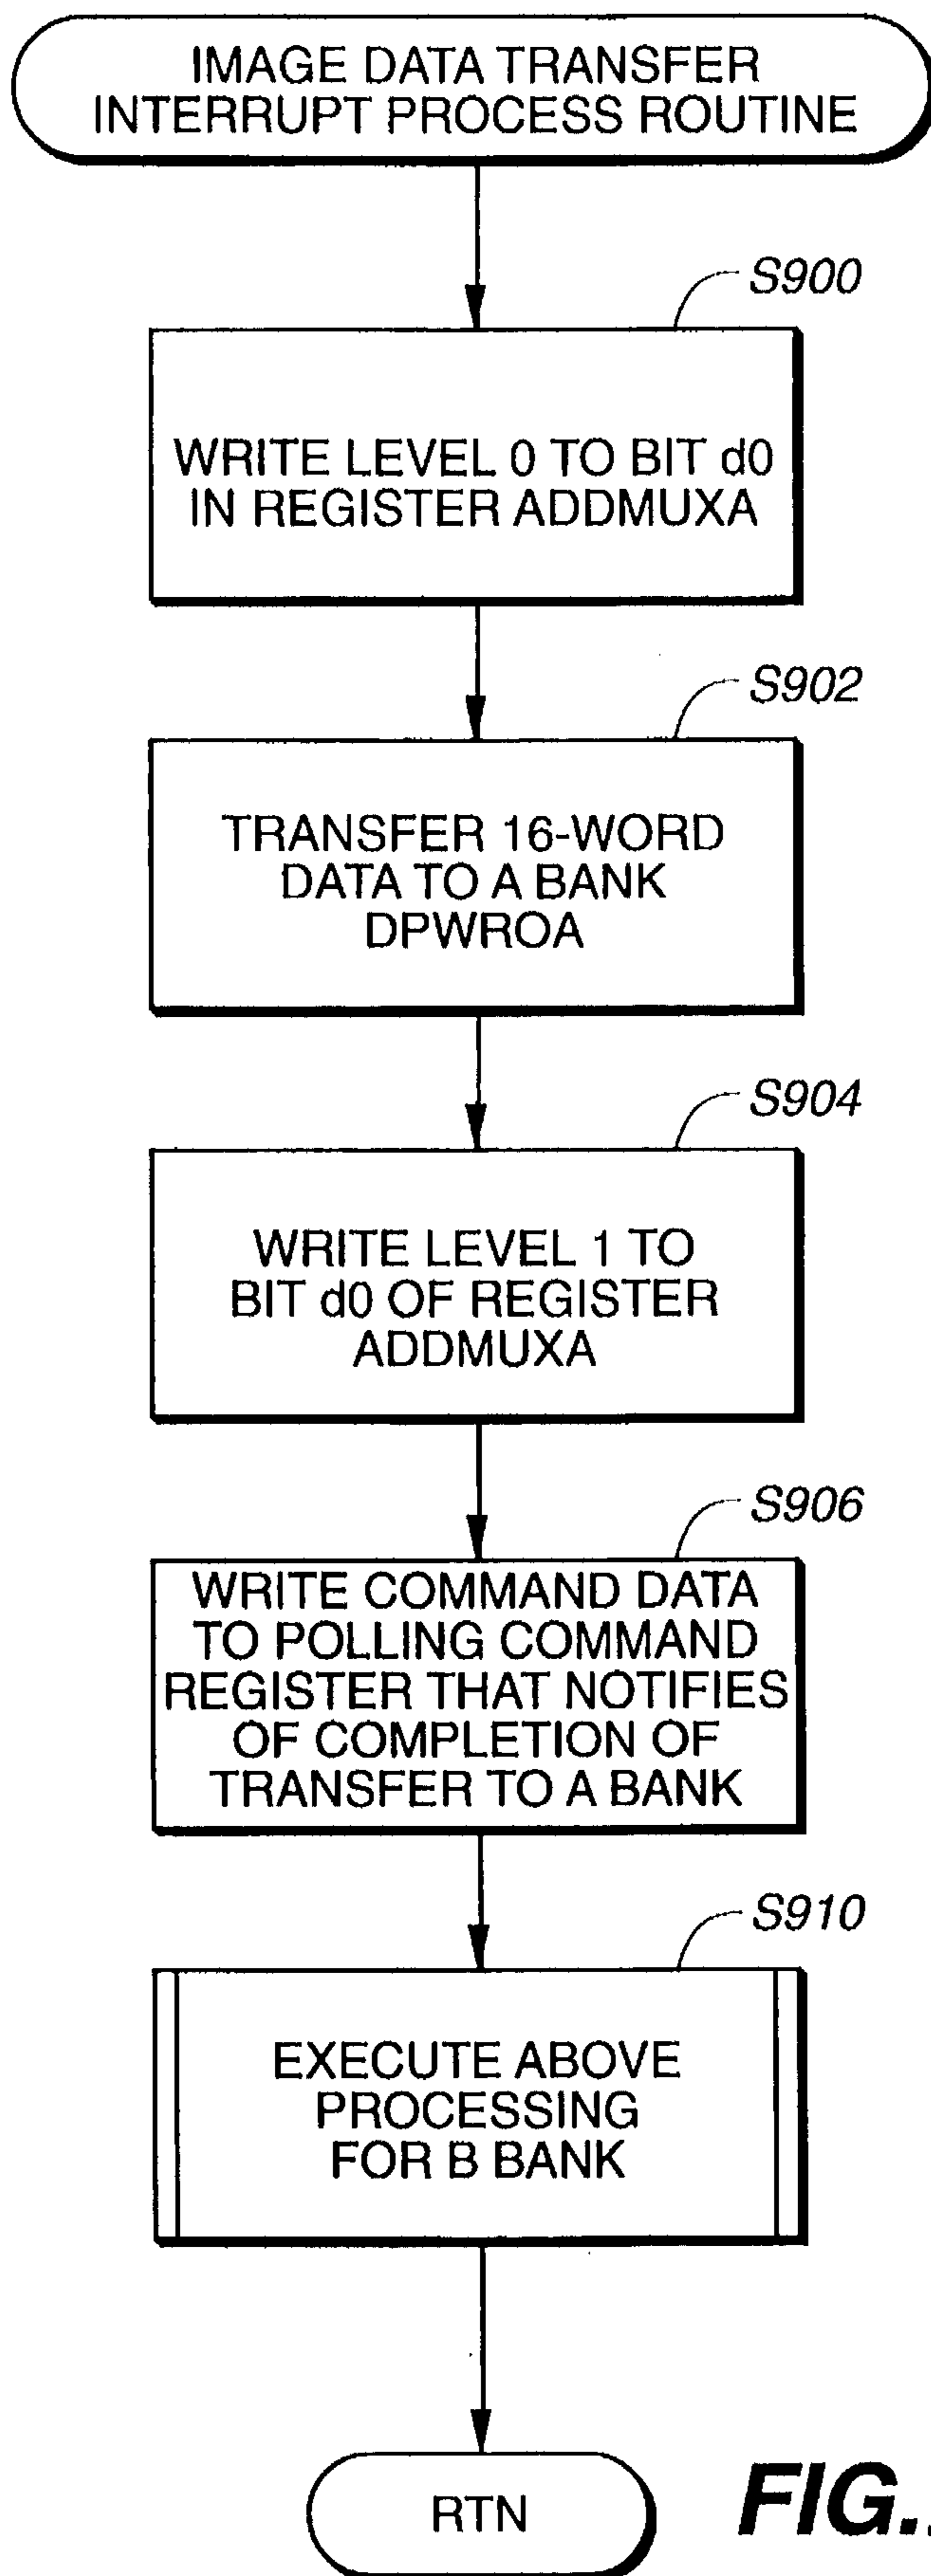 IMAGE DATA TRANSFER
INTERRUPT PROCESS ROUTINE
S900
WRITE LEVEL 0 TO BIT d0
IN REGISTER ADDMUXA
S902
TRANSFER 16-WORD
DATA TO A BANK
DPWROA
S904
WRITE LEVEL 1 TO
BIT d0 OF REGISTER
ADDMUXA
S906
WRITE COMMAND DATA
TO POLLING COMMAND
REGISTER THAT NOTIFIES
OF COMPLETION OF
TRANSFER TO A BANK
S910
EXECUTE ABOVE
PROCESSING
FOR B BANK
RTN
FIG.